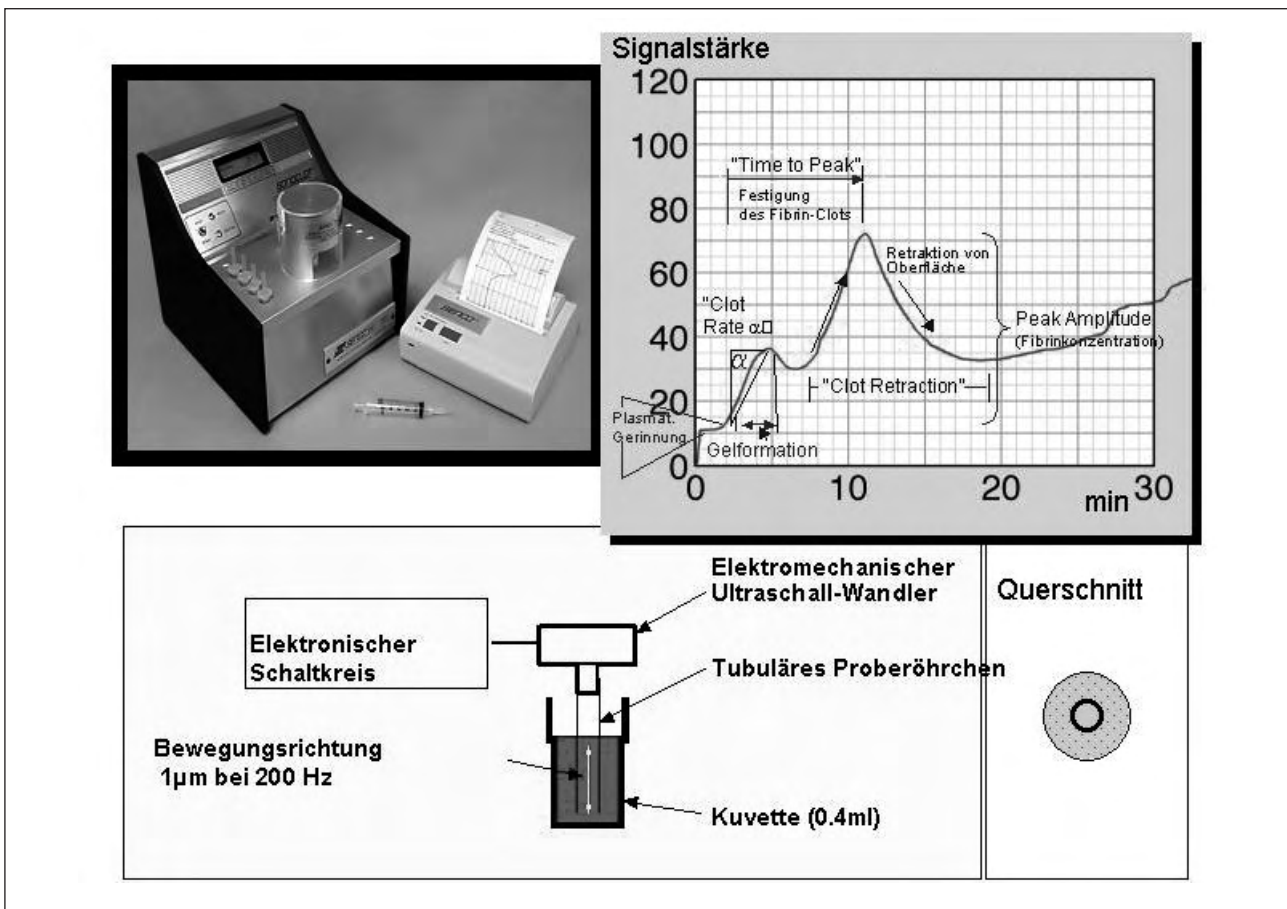 Signalstärke
120
100
80
60
40
20
0
"Time to Peak"
Festigung
des Fibrin-Clots
Retraktion von
Oberfläche
"Clot
Rate α
α
Peak Amplitude
(Fibrinkonzentration)
"Clot Retraction"
Plasmat.
Gerinnung
Gelformation
0
10
20
min 30
Elektromechanischer
Ultraschall-Wandler
Elektronischer
Schaltkreis
Tubuläres Proberöhrchen
Bewegungsrichtung
1µm bei 200 Hz
Kuvette (0.4ml)
Querschnitt